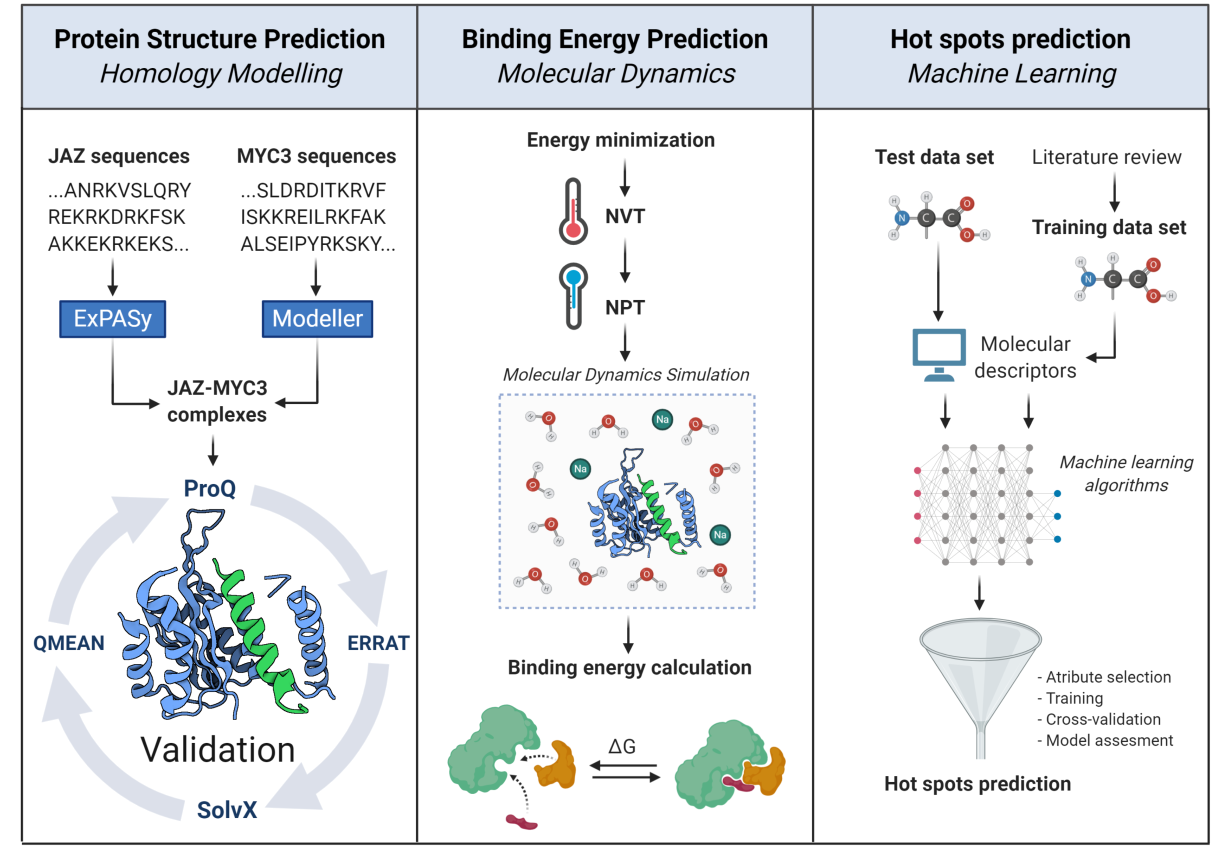 Protein Structure Prediction
Homology Modelling
JAZ sequences
...ANRKVSLQRY
REKRKDRKFSK
AKKEKRKEKS...
MYC3 sequences
...SLDRDITKRVF
ISKKREILRKFAK
ALSEIPYRKSKY...
ExPASy
Modeller
JAZ-MYC3
complexes
ProQ
QMEAN
ERRAT
Validation
SolvX
Binding Energy Prediction
Molecular Dynamics
Energy minimization
NVT
NPT
Molecular Dynamics Simulation
H
O
H
H
O
H
Na
H
O
H
H
O
H
Na
H
O
H
H
O
H
Na
H
O
H
H
O
H
H
O
H
H
O
H
Binding energy calculation
ΔG
Hot spots prediction
Machine Learning
Test data set
H
H
N
C
C
O
H
O
H
Literature review
Training data set
H
H
N
C
C
O
H
O
H
Molecular
descriptors
Machine learning
algorithms
- Atribute selection
- Training
- Cross-validation
- Model assesment
Hot spots prediction